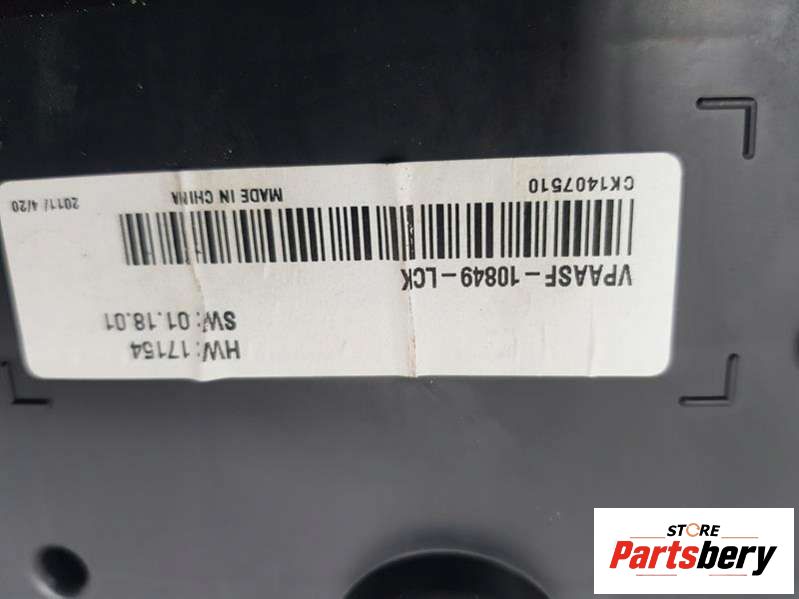 HW:17154
SW:01.18.01
VPAASF-10849-LCK
CK1407510
MADE IN CHINA
2011/ 4/20
STORE
Partsbery